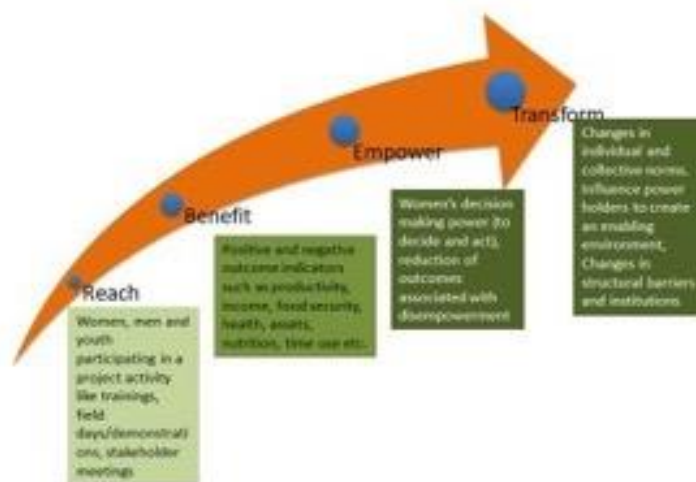 Reach
Women, men and
youth
participating in a
project activity
like trainings,
field
days/demonstrati
ons, stakeholder
meetings
Benefit
Positive and negative
outcome indicators
such as productivity,
income, food security,
health, assets,
nutrition, time use etc.
Empower
Women's decision
making power (to
decide and act),
reduction of
outcomes
associated with
disempowerment
Transform
Changes in
individual and
collective norms,
Influence power
holders to create
an enabling
environment,
Changes in
structural barriers
and institutions